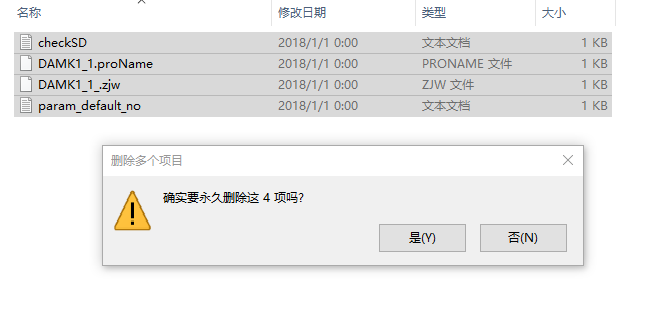 名称 修改日期 类型 大小
checkSD 2018/1/1 0:00 文本文档 1 KB
DAMK1_1.proName 2018/1/1 0:00 PRONAME 文件 1 KB
DAMK1_1_.zjw 2018/1/1 0:00 ZJW 文件 1 KB
param_default_no 2018/1/1 0:00 文本文档 1 KB
删除多个项目
确实要永久删除这 4 项吗?
是(Y) 否(N)